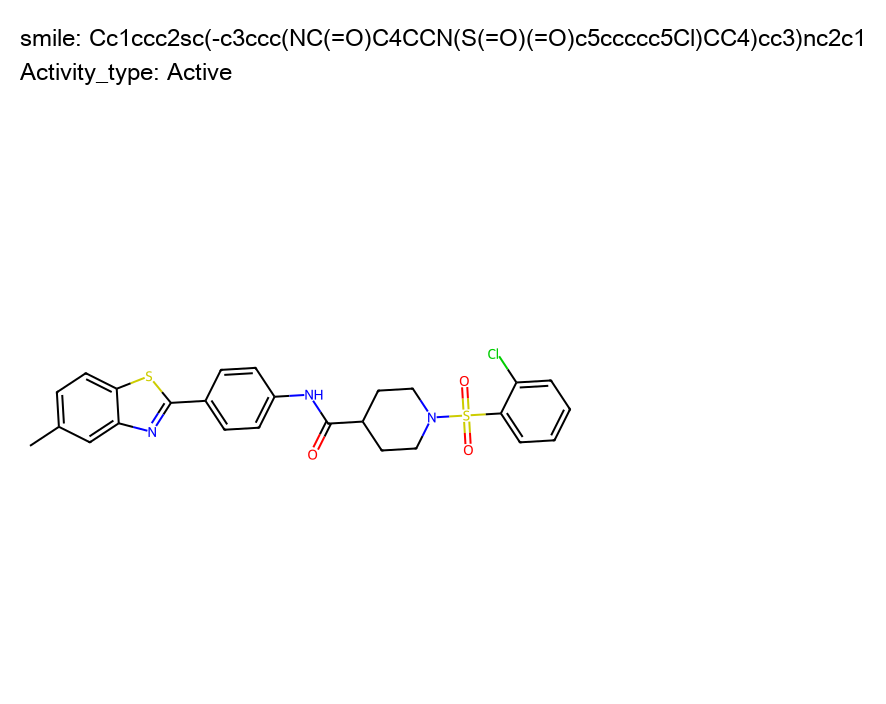 smile: Cc1ccc2sc(-c3ccc(NC(=O)C4CCN(S(=O)(=O)c5ccccc5Cl)CC4)cc3)nc2c1
Activity_type: Active
Cl
S
O
NH
N
S
N
O
O